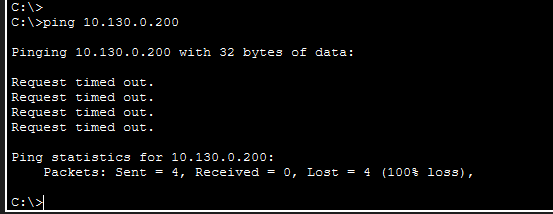 C:\>
C:\>ping 10.130.0.200
Pinging 10.130.0.200 with 32 bytes of data:
Request timed out.
Request timed out.
Request timed out.
Request timed out.
Ping statistics for 10.130.0.200:
    Packets: Sent = 4, Received = 0, Lost = 4 (100% loss),
C:\>